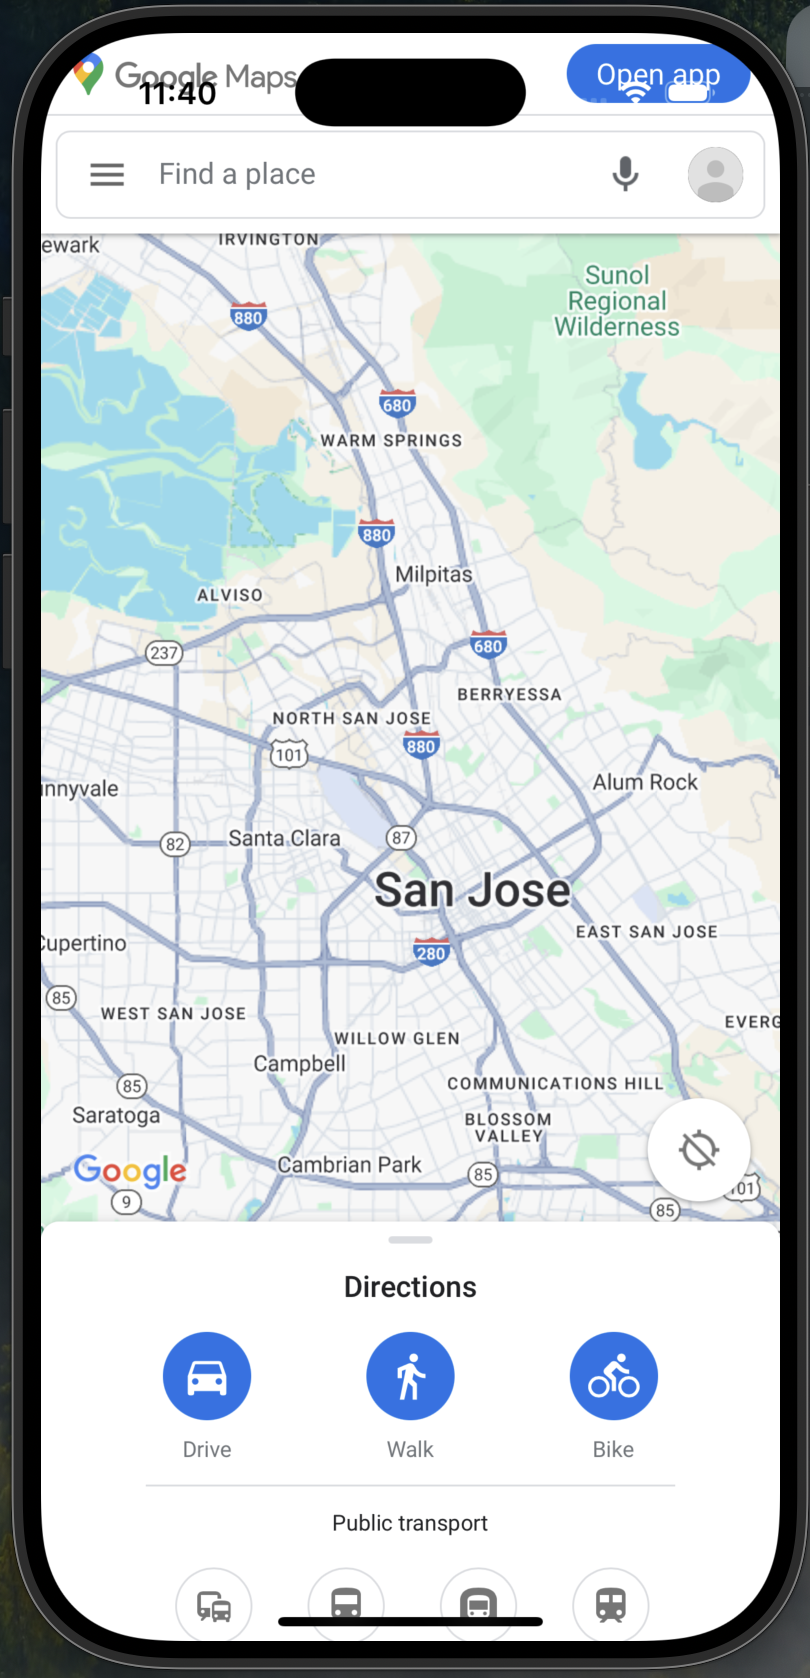 Google Maps
Open app
11:40
Find a place
ewark
IRVINGTON
Sunol
Regional
Wilderness
880
680
WARM SPRINGS
880
Milpitas
ALVISO
237
680
BERRYESSA
NORTH SAN JOSE
880
101
Alum Rock
nnyvale
Santa Clara
87
82
San Jose
EAST SAN JOSE
Cupertino
280
85
WEST SAN JOSE
EVERG
WILLOW GLEN
Campbell
COMMUNICATIONS HILL
85
Saratoga
BLOSSOM
VALLEY
Google
Cambrian Park
85
101
9
85
Directions
Drive
Walk
Bike
Public transport